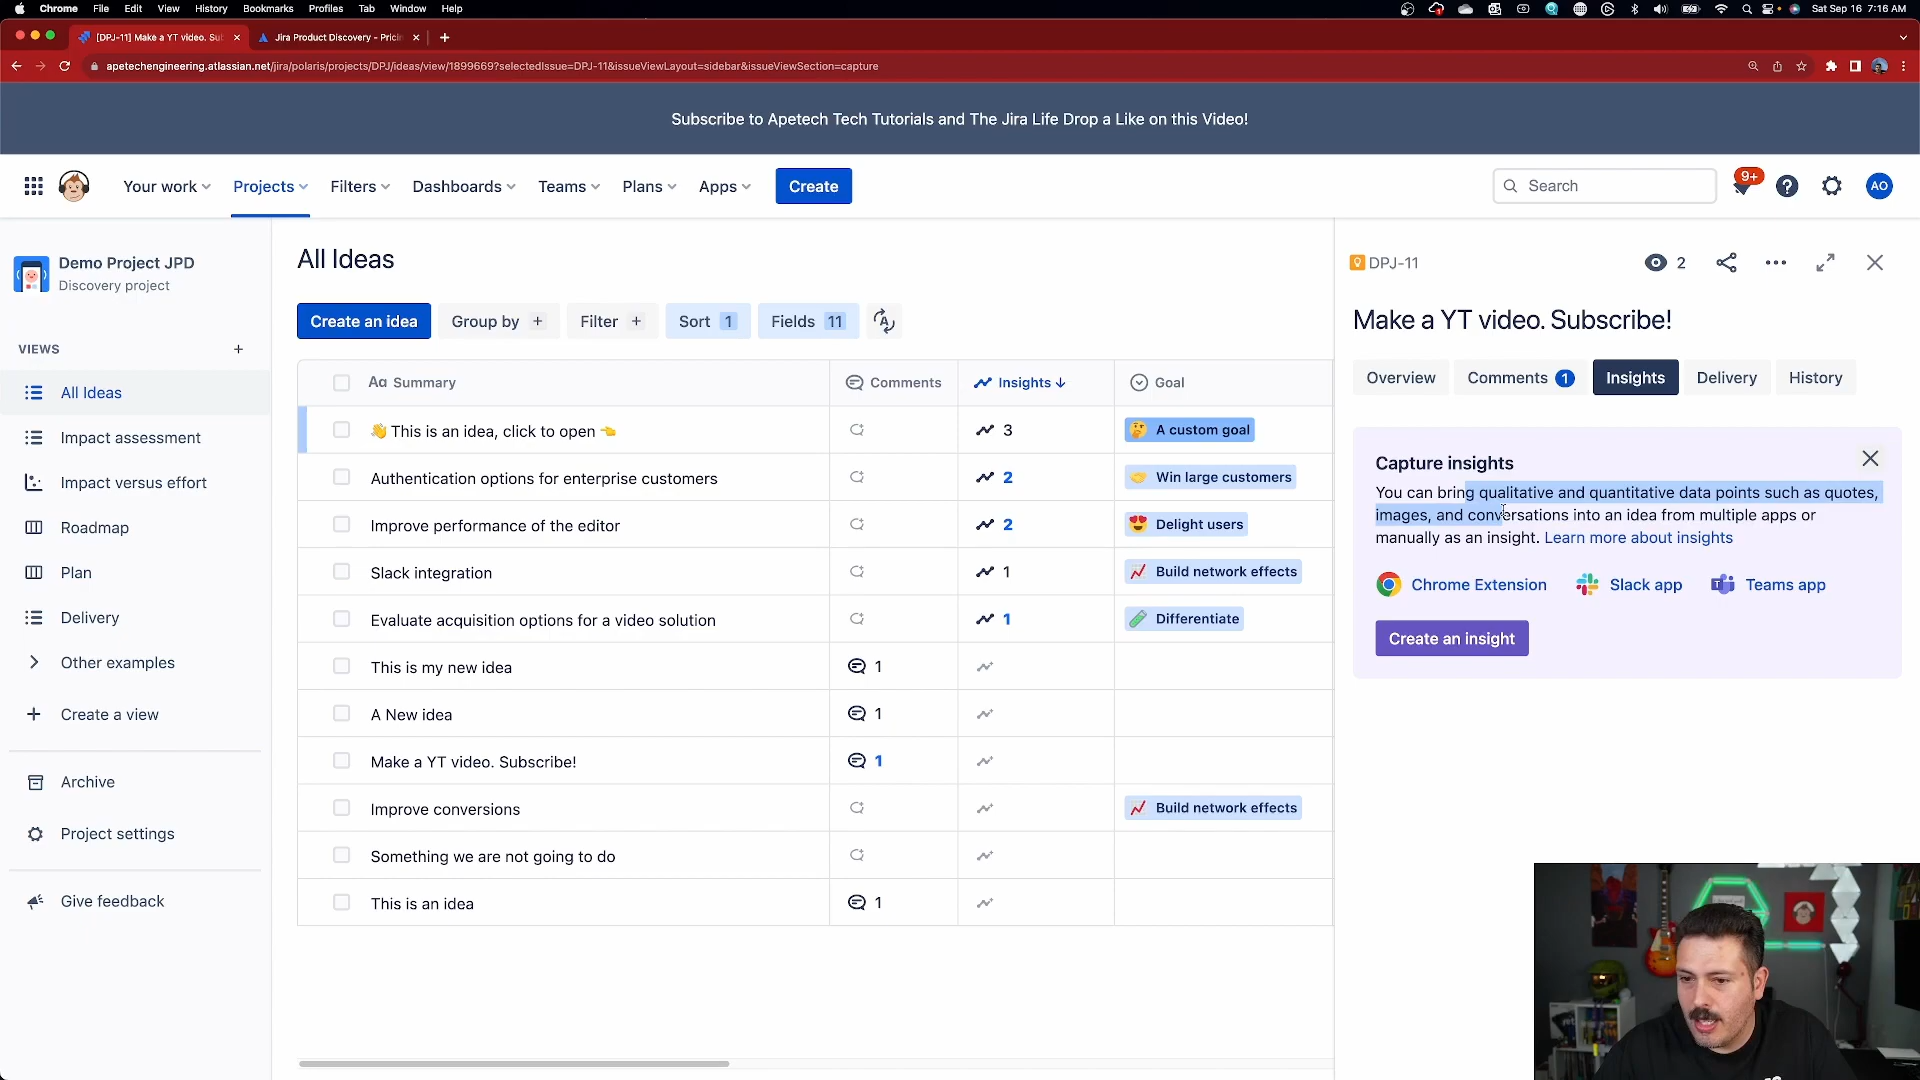 Chrome File Edit View History Bookmarks Profiles Tab Window Help
Sat Sep 16 7:16 AM
[DPJ-11] Make a YT video. Su
Jira Product Discovery - Pricin
apetechengineering.atlassian.net/jira/polaris/projects/DPJ/ideas/view/1899669?selectedIssue=DPJ-11&issueViewLayout=sidebar&issueViewSection=capture
Subscribe to Apetech Tech Tutorials and The Jira Life Drop a Like on this Video!
Your work Projects Filters Dashboards Teams Plans Apps Create
Search
9+
AO
Demo Project JPD
Discovery project
VIEWS
All Ideas
Impact assessment
Impact versus effort
Roadmap
Plan
Delivery
Other examples
Create a view
Archive
Project settings
Give feedback
All Ideas
Create an idea Group by Filter Sort 1 Fields 11
Aa Summary Comments Insights Goal
👋 This is an idea, click to open 👈 3 A custom goal
Authentication options for enterprise customers 2 Win large customers
Improve performance of the editor 2 Delight users
Slack integration 1 Build network effects
Evaluate acquisition options for a video solution 1 Differentiate
This is my new idea 1
A New idea 1
Make a YT video. Subscribe! 1
Improve conversions Build network effects
Something we are not going to do
This is an idea 1
DPJ-11
2
Make a YT video. Subscribe!
Overview Comments 1 Insights Delivery History
Capture insights
You can bring qualitative and quantitative data points such as quotes,
images, and conversations into an idea from multiple apps or
manually as an insight. Learn more about insights
Chrome Extension Slack app Teams app
Create an insight